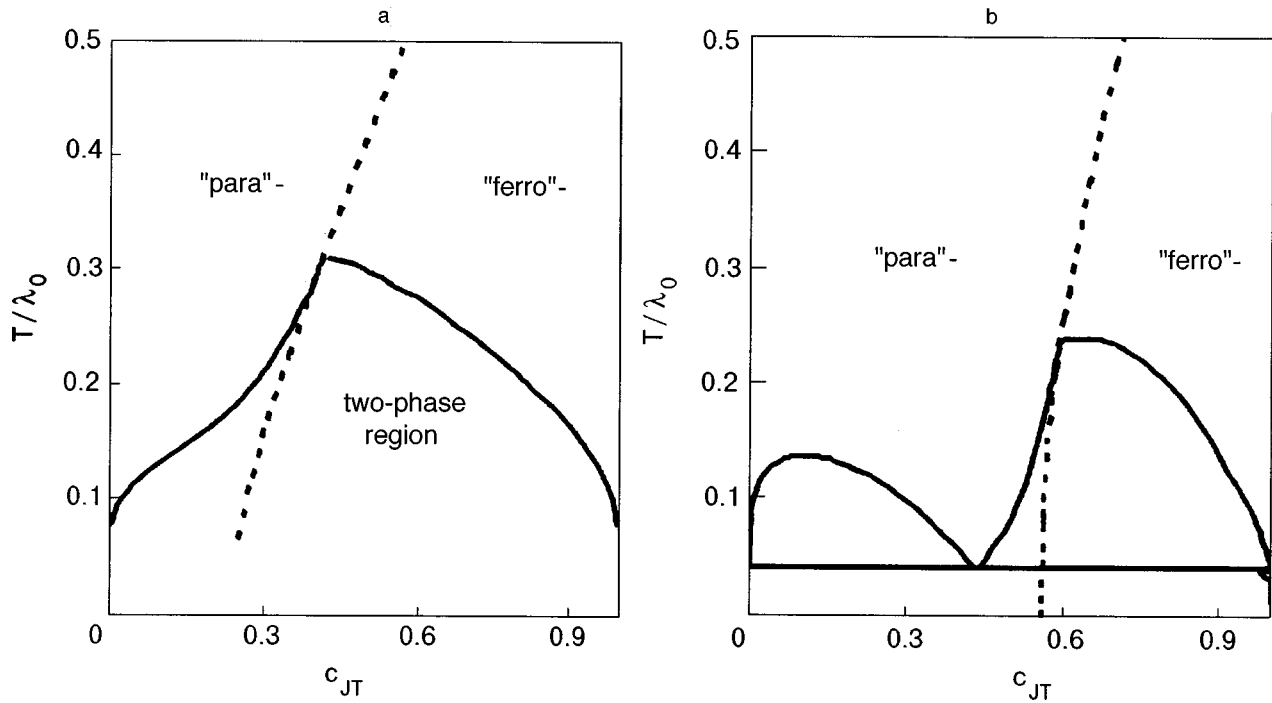 a
0.5
0.4
0.3
0.2
0.1
0
0.3
0.6
0.9
T/λ0
cJT
"para"-
"ferro"-
two-phase
region
b
0.5
0.4
0.3
0.2
0.1
0
0.3
0.6
0.9
T/λ0
cJT
"para"-
"ferro"-